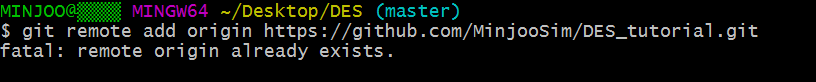 MINJOO@ MINGW64 ~/Desktop/DES (master)
$ git remote add origin https://github.com/MinjooSim/DES_tutorial.git
fatal: remote origin already exists.